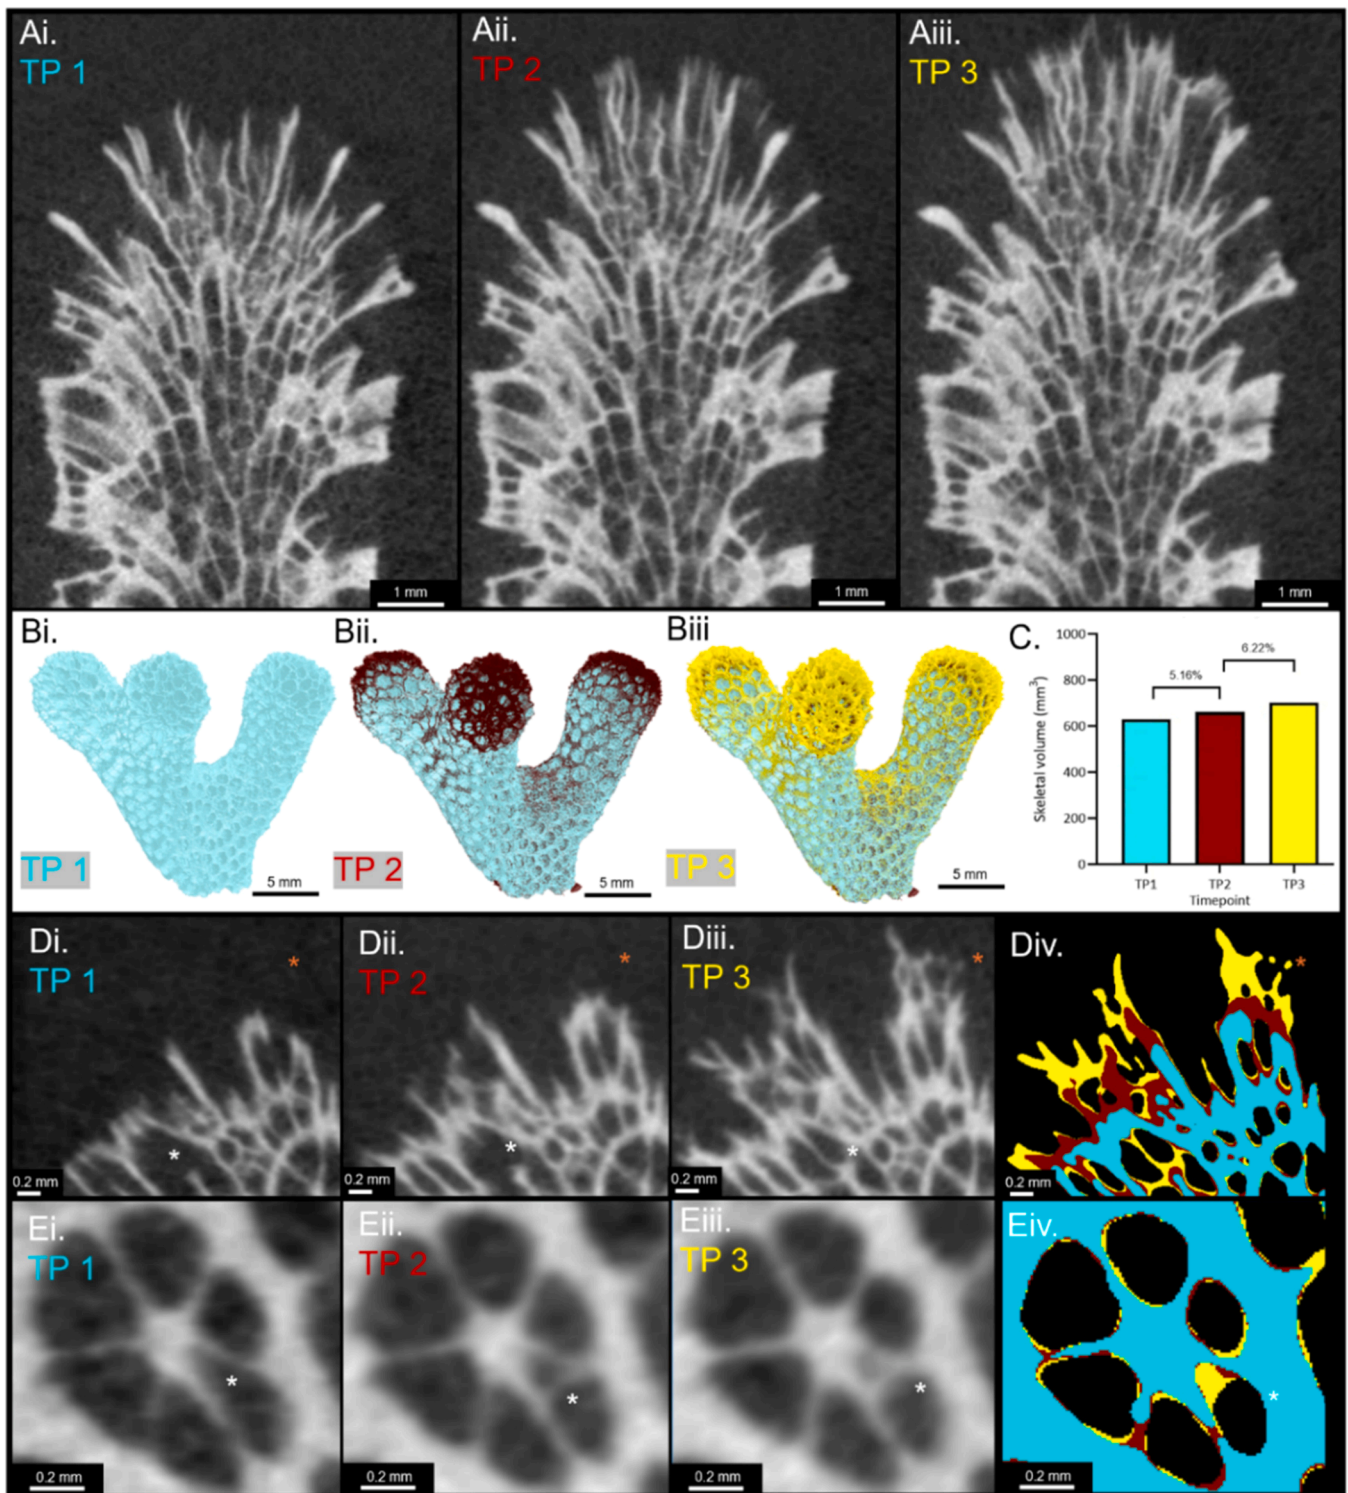 Ai.
TP 1
Aii.
TP 2
Aiii.
TP 3
1 mm
1 mm
1 mm
Bi.
TP 1
5 mm
Bii.
TP 2
5 mm
Biii
TP 3
5 mm
C.
1000
800
600
400
200
0
Skeletal volume (mm³)
5.16%
6.22%
TP1
TP2
TP3
Timepoint
Di.
TP 1
*
*
0.2 mm
Dii.
TP 2
*
*
0.2 mm
Diii.
TP 3
*
*
0.2 mm
Div.
*
0.2 mm
Ei.
TP 1
*
0.2 mm
Eii.
TP 2
*
0.2 mm
Eiii.
TP 3
*
0.2 mm
Eiv.
*
0.2 mm